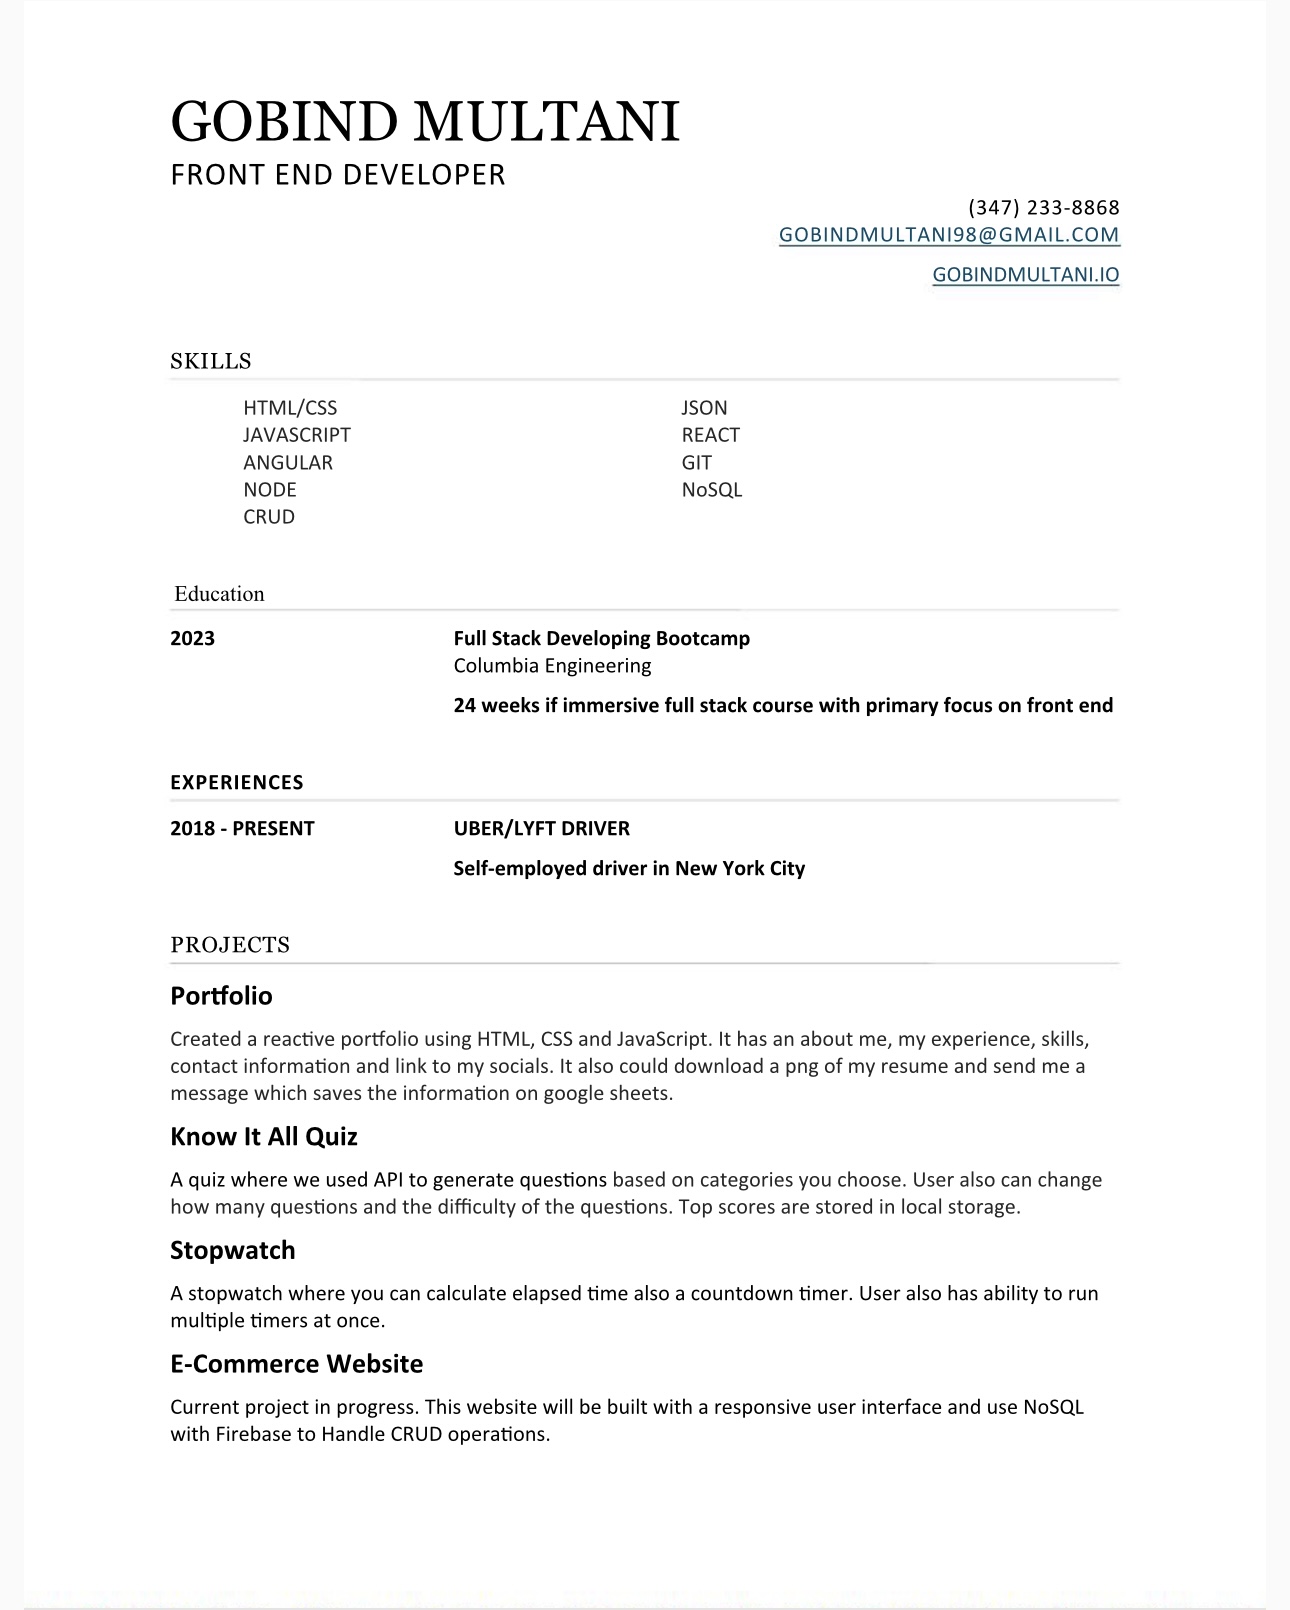 GOBIND MULTANI
FRONT END DEVELOPER
(347) 233-8868
GOBINDMULTANI98@GMAIL.COM
GOBINDMULTANI.IO
SKILLS
HTML/CSS
JAVASCRIPT
ANGULAR
NODE
CRUD
JSON
REACT
GIT
NoSQL
Education
2023 Full Stack Developing Bootcamp
Columbia Engineering
24 weeks if immersive full stack course with primary focus on front end
EXPERIENCES
2018 - PRESENT UBER/LYFT DRIVER
Self-employed driver in New York City
PROJECTS
Portfolio
Created a reactive portfolio using HTML, CSS and JavaScript. It has an about me, my experience, skills,
contact information and link to my socials. It also could download a png of my resume and send me a
message which saves the information on google sheets.
Know It All Quiz
A quiz where we used API to generate questions based on categories you choose. User also can change
how many questions and the difficulty of the questions. Top scores are stored in local storage.
Stopwatch
A stopwatch where you can calculate elapsed time also a countdown timer. User also has ability to run
multiple timers at once.
E-Commerce Website
Current project in progress. This website will be built with a responsive user interface and use NoSQL
with Firebase to Handle CRUD operations.